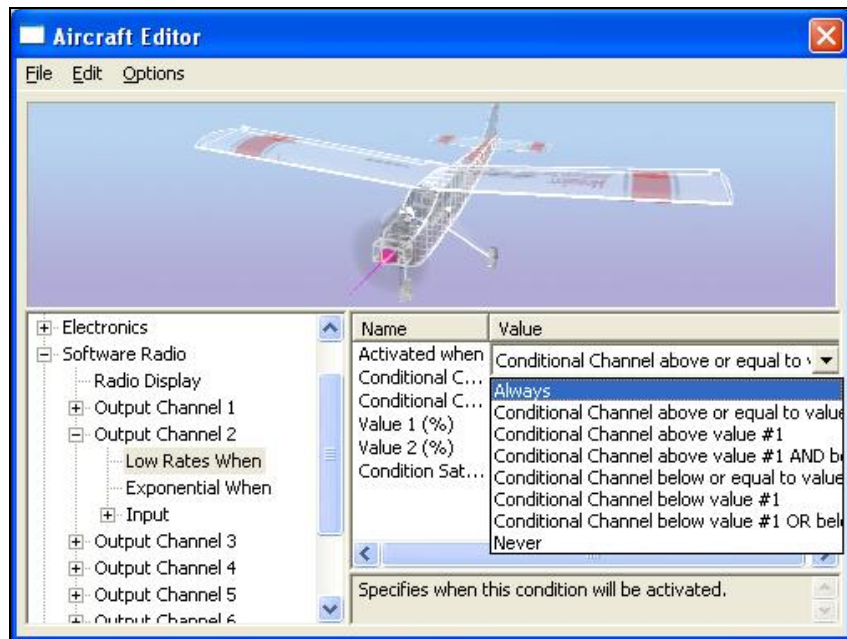 Aircraft Editor
File Edit Options
Electronics
Software Radio
Radio Display
Output Channel 1
Output Channel 2
Low Rates When
Exponential When
Input
Output Channel 3
Output Channel 4
Output Channel 5
Output Channel 6
Name Value
Activated when Conditional Channel above or equal to
Conditional C...
Conditional C...
Value 1 (%)
Value 2 (%)
Condition Sat...
Always
Conditional Channel above or equal to value
Conditional Channel above value #1
Conditional Channel above value #1 AND
Conditional Channel below or equal to value
Conditional Channel below value #1
Conditional Channel below value #1 OR
Never
Specifies when this condition will be activated.